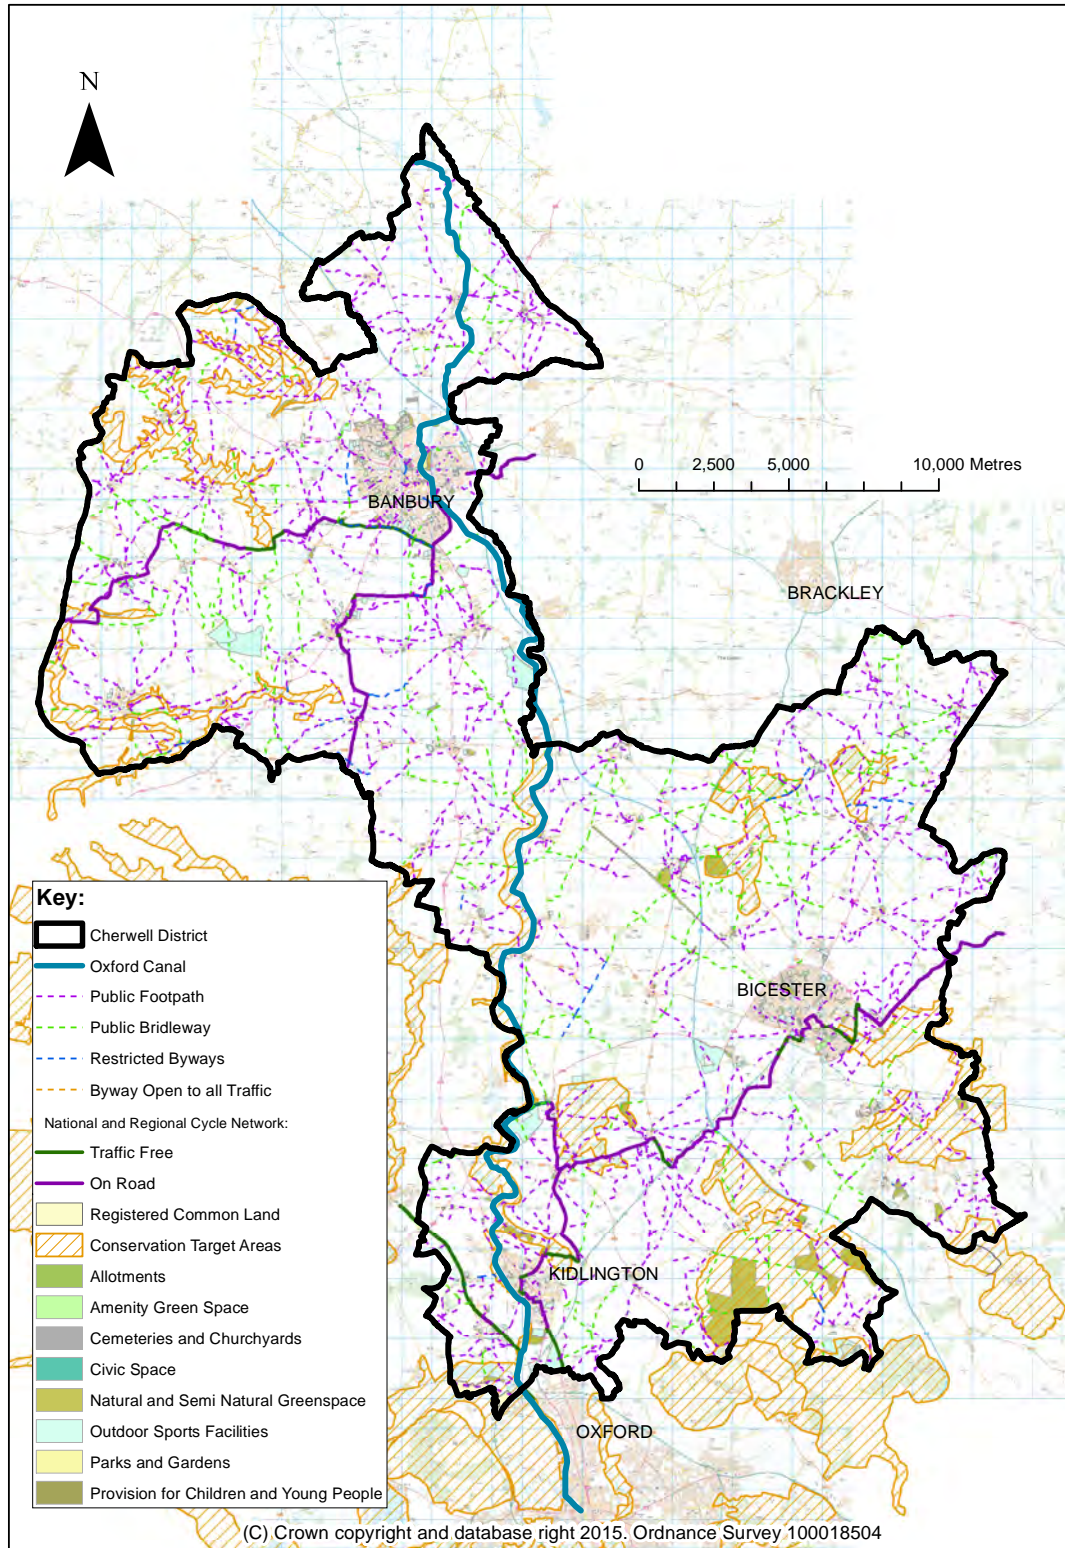 N
0 2,500 5,000 10,000 Metres
BANBURY
BRACKLEY
BICESTER
KIDLINGTON
OXFORD
Key:
Cherwell District
Oxford Canal
Public Footpath
Public Bridleway
Restricted Byways
Byway Open to all Traffic
National and Regional Cycle Network:
Traffic Free
On Road
Registered Common Land
Conservation Target Areas
Allotments
Amenity Green Space
Cemeteries and Churchyards
Civic Space
Natural and Semi Natural Greenspace
Outdoor Sports Facilities
Parks and Gardens
Provision for Children and Young People
(C) Crown copyright and database right 2015. Ordnance Survey 100018504